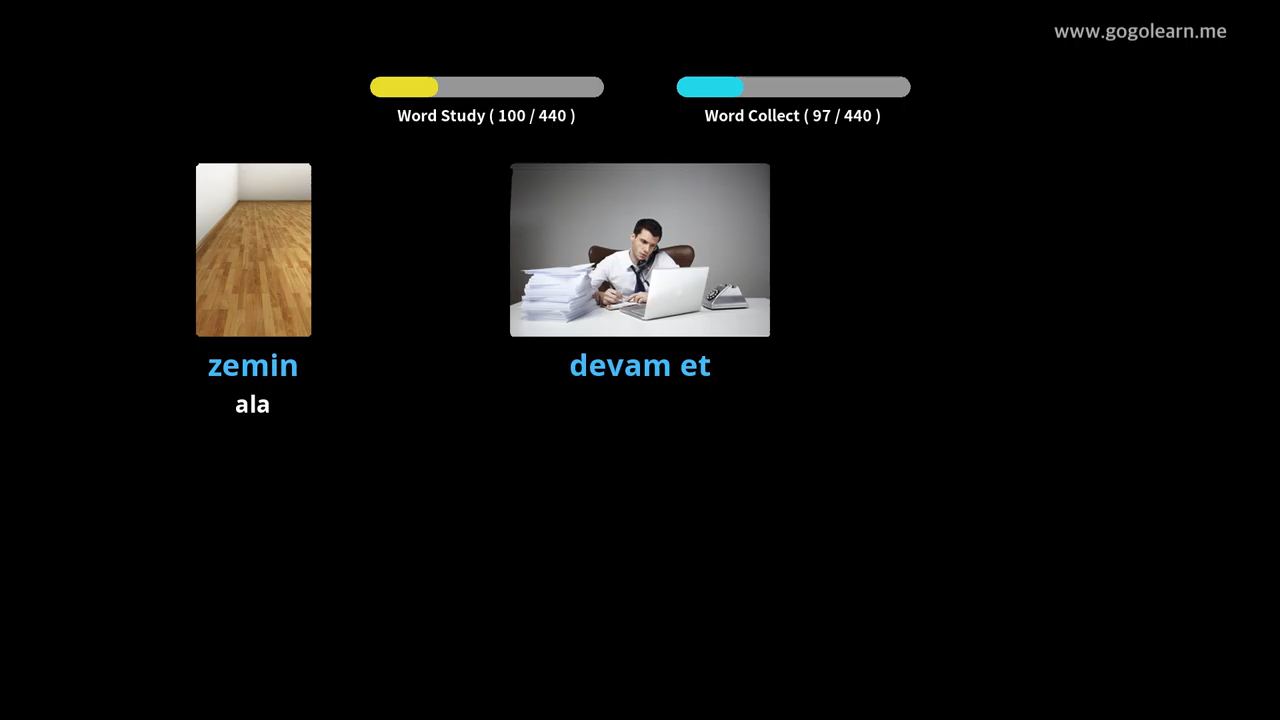 www.gogolearn.me
Word Study ( 100 / 440 )
Word Collect ( 97 / 440 )
zemin
devam et
ala